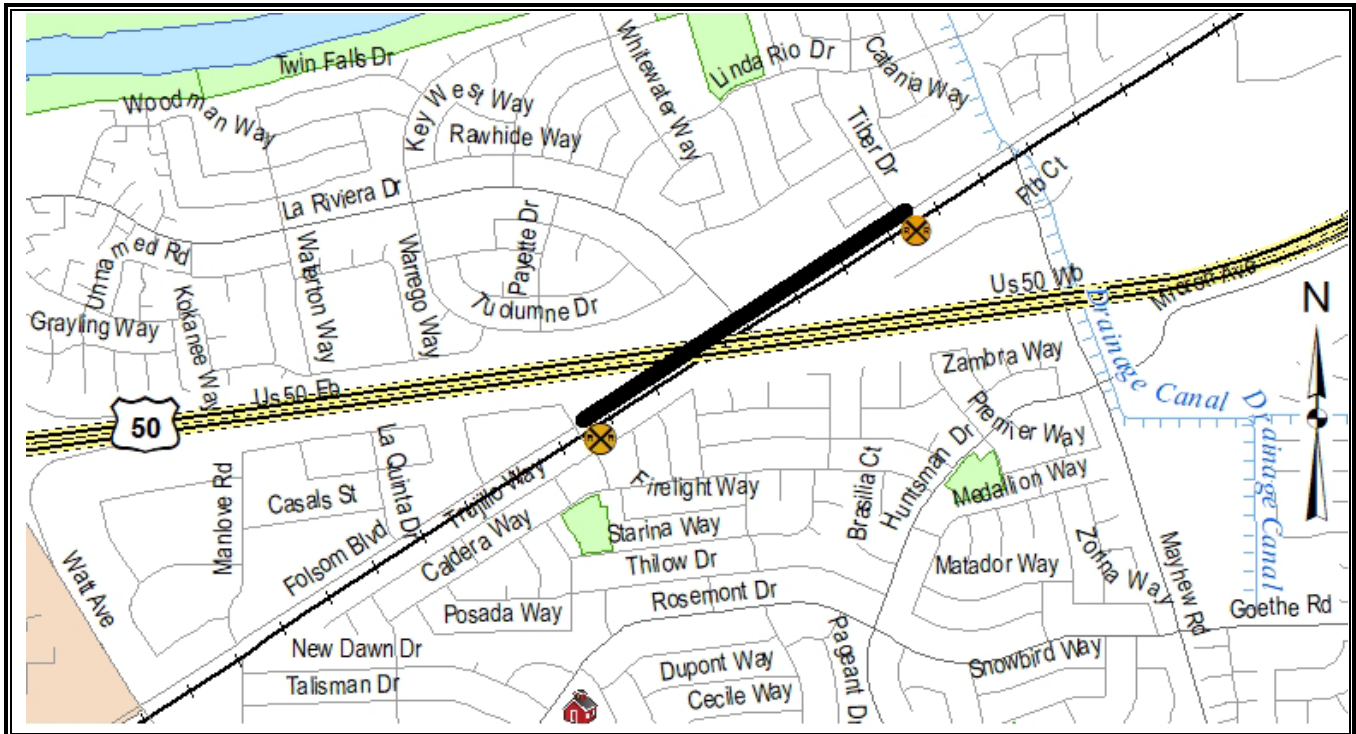 Twin Falls Dr
Woodman Way
Key West Way
Rawhide Way
Whitewater Way
Linda Rio Dr
Catania Way
Tiber Dr
Elb Ct
La Riviera Dr
Unnamed Rd
Waterton Way
Warrego Way
Payette Dr
Tuolumne Dr
Grayling Way
Kokanee Way
Us 50 Eb
Us 50 Wb
Micron Ave
N
50
Drainage Canal
Drainage Canal
Zambra Way
Premier Way
Huntsman Dr
Medallion Way
Brasilia Ct
La Quinta Dr
Manlove Rd
Casals St
Trujillo Way
Caldera Way
Firelight Way
Starina Way
Folsom Blvd
Thilow Dr
Watt Ave
Matador Way
Zorina Way
Mayhew Rd
Posada Way
Rosemont Dr
Goethe Rd
New Dawn Dr
Pageant Dr
Snowbird Way
Dupont Way
Talisman Dr
Cecile Way